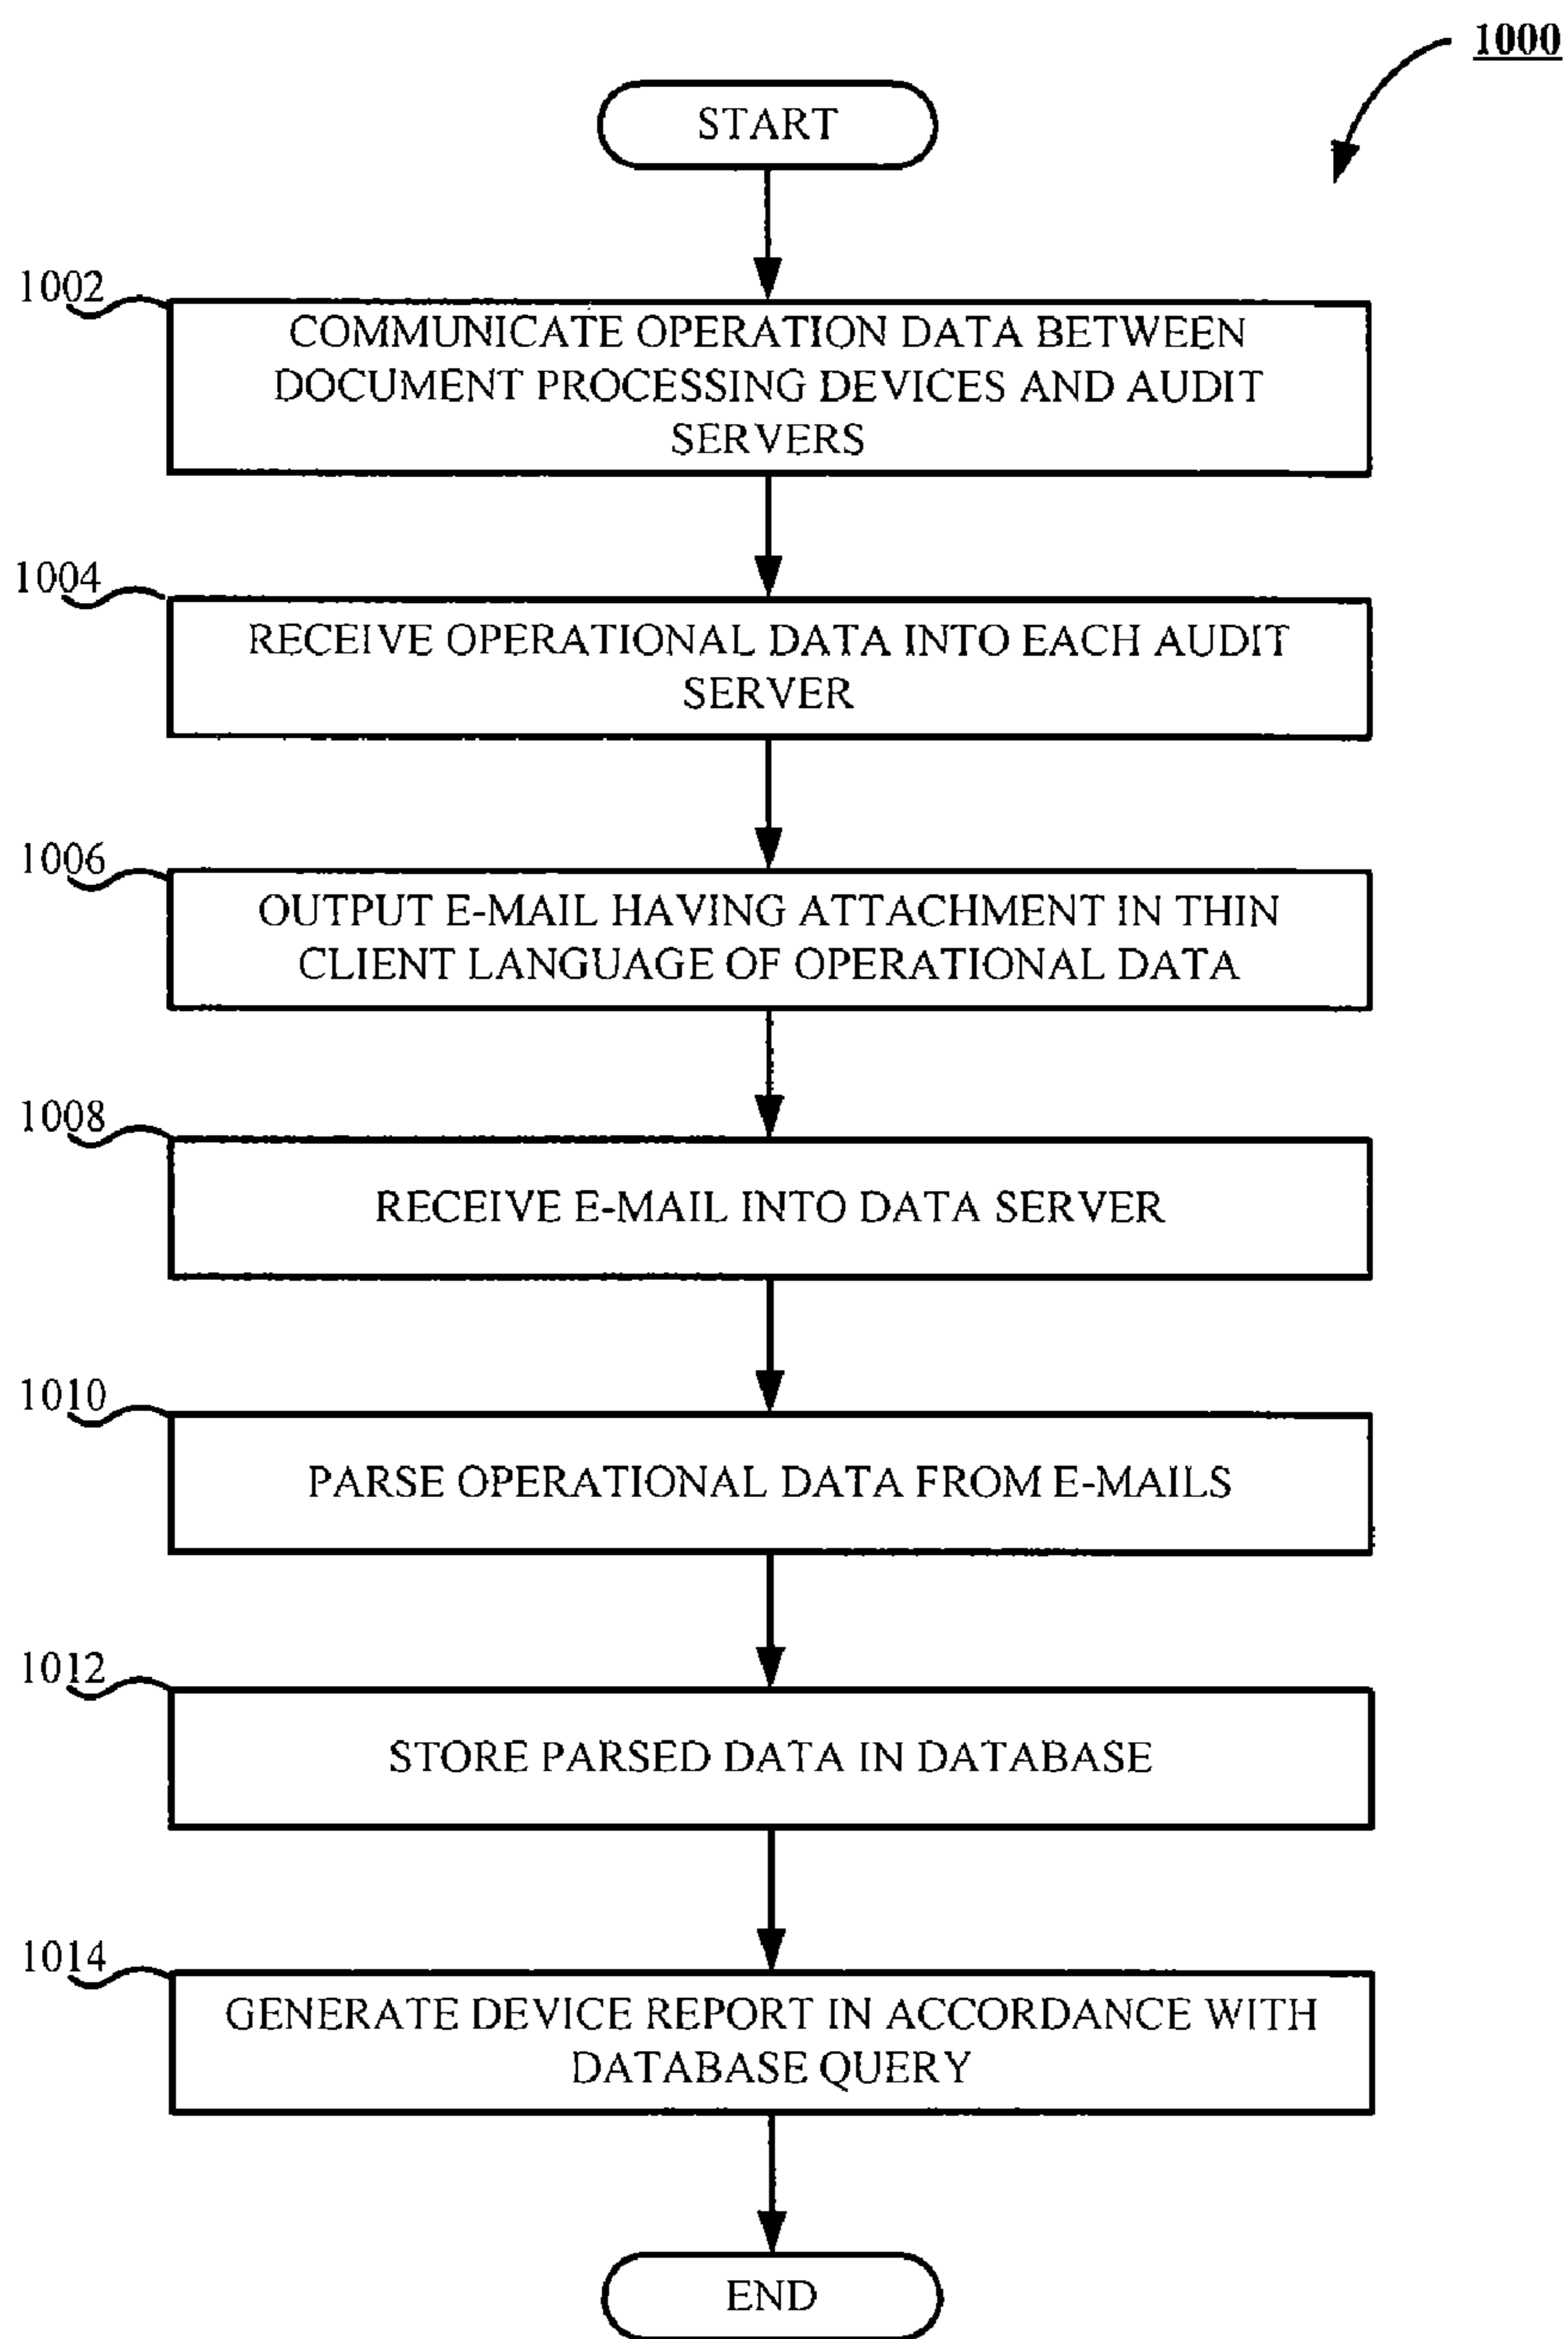 1000
START
1002
COMMUNICATE OPERATION DATA BETWEEN
DOCUMENT PROCESSING DEVICES AND AUDIT
SERVERS
1004
RECEIVE OPERATIONAL DATA INTO EACH AUDIT
SERVER
1006
OUTPUT E-MAIL HAVING ATTACHMENT IN THIN
CLIENT LANGUAGE OF OPERATIONAL DATA
1008
RECEIVE E-MAIL INTO DATA SERVER
1010
PARSE OPERATIONAL DATA FROM E-MAILS
1012
STORE PARSED DATA IN DATABASE
1014
GENERATE DEVICE REPORT IN ACCORDANCE WITH
DATABASE QUERY
END